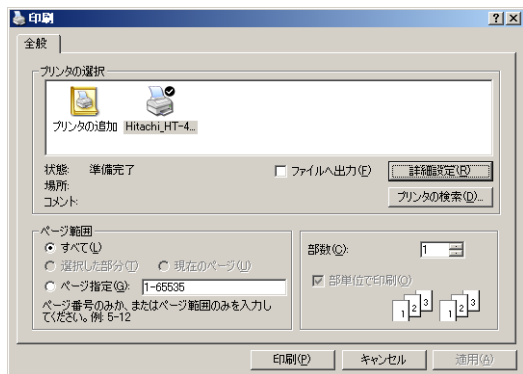 印刷
全般
プリンタの選択
プリンタの追加 Hitachi_HT-4...
状態: 準備完了
場所:
コメント:
ファイルへ出力(F)
詳細設定(R)
プリンタの検索(D)...
ページ範囲
すべて(L)
選択した部分(T) 現在のページ(U)
ページ指定(G): 1-65535
ページ番号のみか、またはページ範囲のみを入力し
てください。例: 5-12
部数(C): 1
部単位で印刷(O)
1 2 3 1 2 3
印刷(P) キャンセル 適用(A)